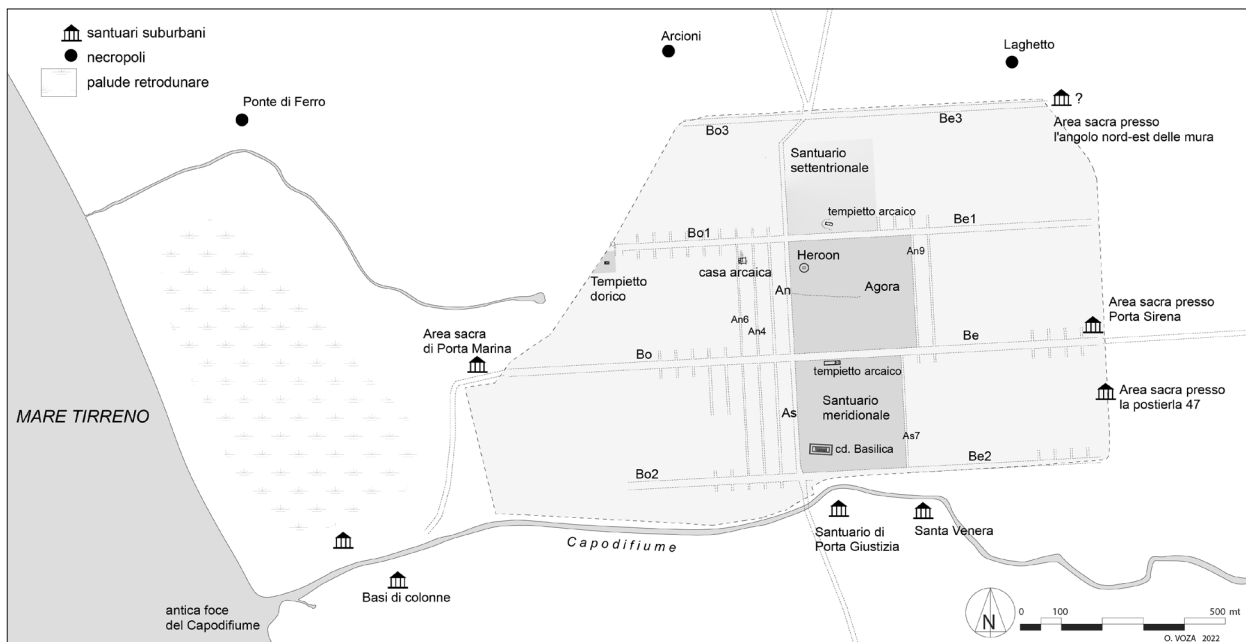 santuari suburbani
necropoli
palude retrodunare
Arcioni
Laghetto
Ponte di Ferro
?
Area sacra presso
l'angolo nord-est delle mura
Bo3
Be3
Santuario
settentrionale
tempietto arcaico
Bo1
Be1
An9
Heroon
casa arcaica
Tempietto
dorico
An
Agora
Area sacra presso
Porta Sirena
An6
An4
Area sacra
di Porta Marina
Bo
Be
tempietto arcaico
Area sacra presso
la postierla 47
MARE TIRRENO
Santuario
meridionale
As
As7
cd. Basilica
Be2
Bo2
Santuario di
Porta Giustizia
Santa Venera
Capodifiume
Basi di colonne
antica foce
del Capodifiume
N
0 100 500 mt
O. VOZA 2022